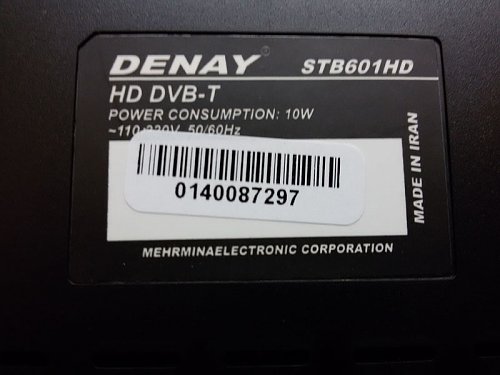 DENAY® STB601HD
HD DVB-T
POWER CONSUMPTION: 10W
~110-220V 50/60Hz
0140087297
MADE IN IRAN
MEHRMINAELECTRONIC CORPORATION